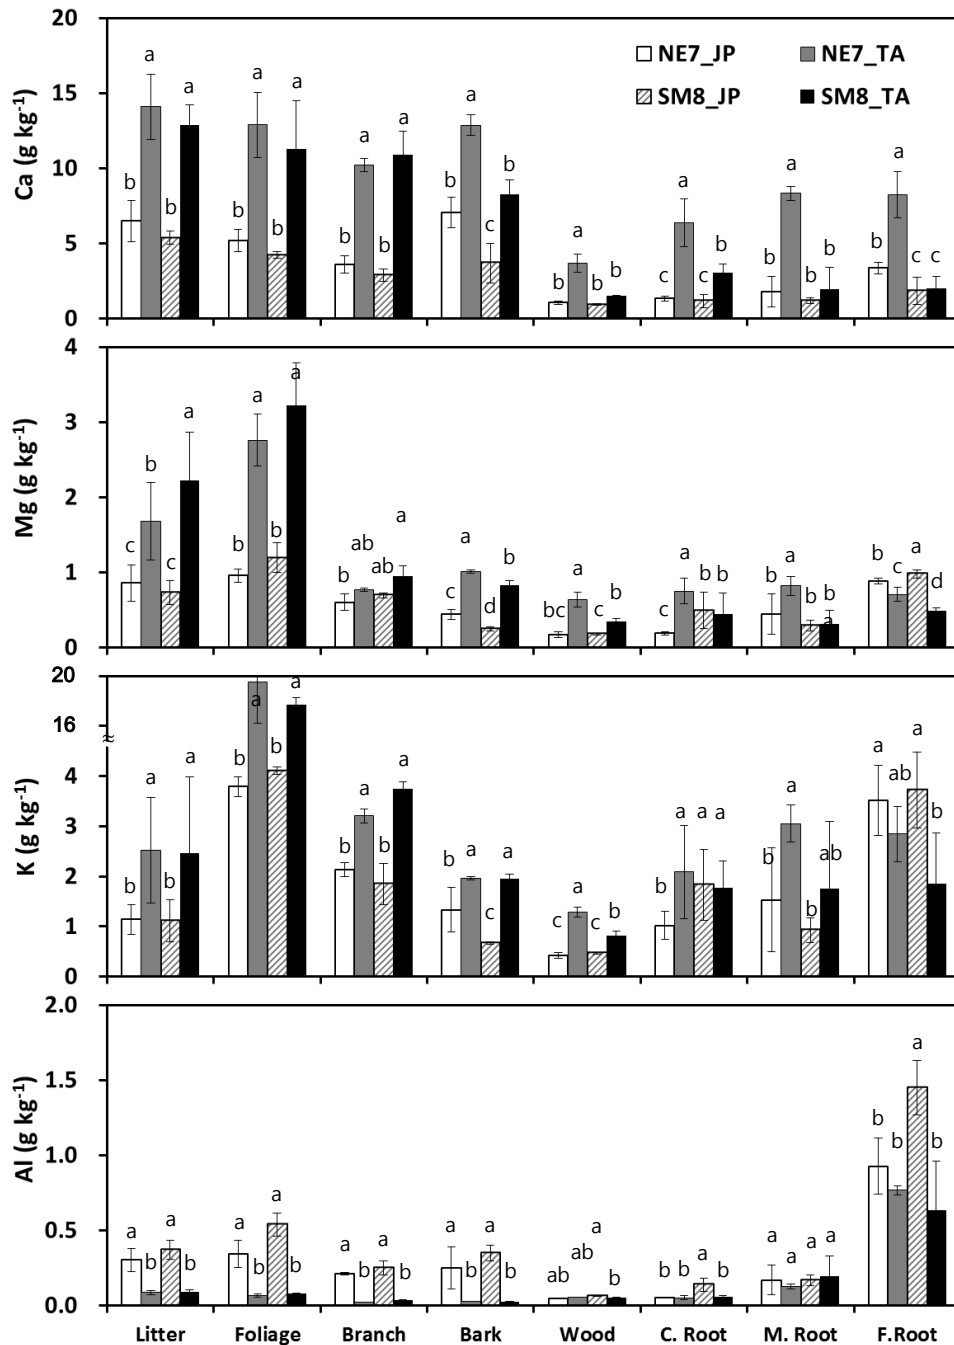 20
NE7_JP NE7_TA
SM8_JP SM8_TA
15
10
5
0
Ca (g kg-1)
b a b a
b a b a
b a b a
b a c b
b a b b
c a c b
b a b b
b a c c
4
3
2
1
0
Mg (g kg-1)
c b c a
b a b a
b ab ab a
c a d b
bc a c b
c a b b
b a b b
a
b c a d
20
16
≈
4
3
2
1
0
K (g kg-1)
b a b a
b a b a
b a b a
b a c a
c a c b
b a a a
b a b ab
a ab a b
2.0
1.5
1.0
0.5
0.0
Al (g kg-1)
a b a b
a b a b
a b a b
a b a b
ab ab a b
b b a b
a a a a
b b a b
Litter Foliage Branch Bark Wood C. Root M. Root F.Root